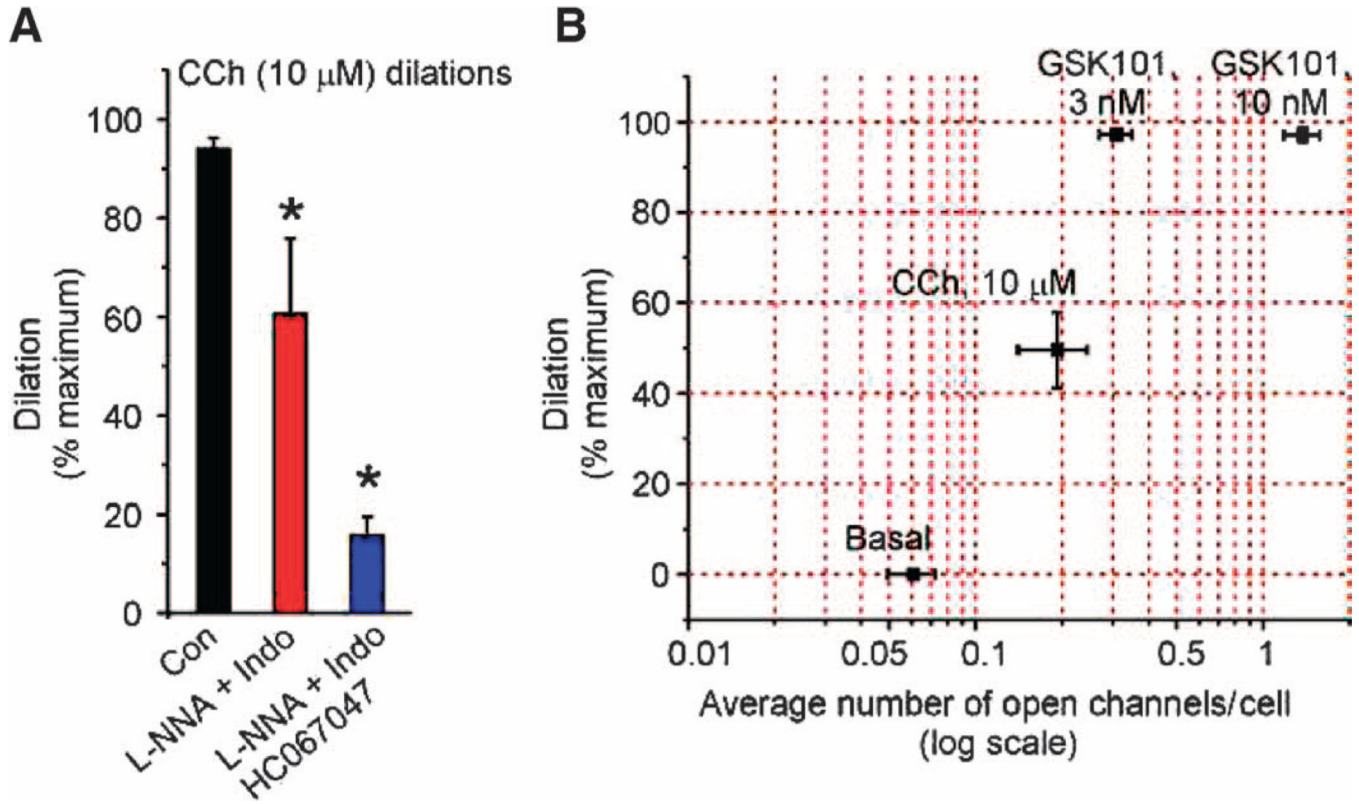 A
CCh (10 μM) dilations
Dilation
(% maximum)
100
80
60
40
20
0
*
*
Con
L-NNA + Indo
L-NNA + Indo
HC067047
B
GSK101,
3 nM
GSK101,
10 nM
CCh, 10 μM
Basal
Dilation
(% maximum)
100
80
60
40
20
0
0.01
0.05
0.1
0.5
1
Average number of open channels/cell
(log scale)